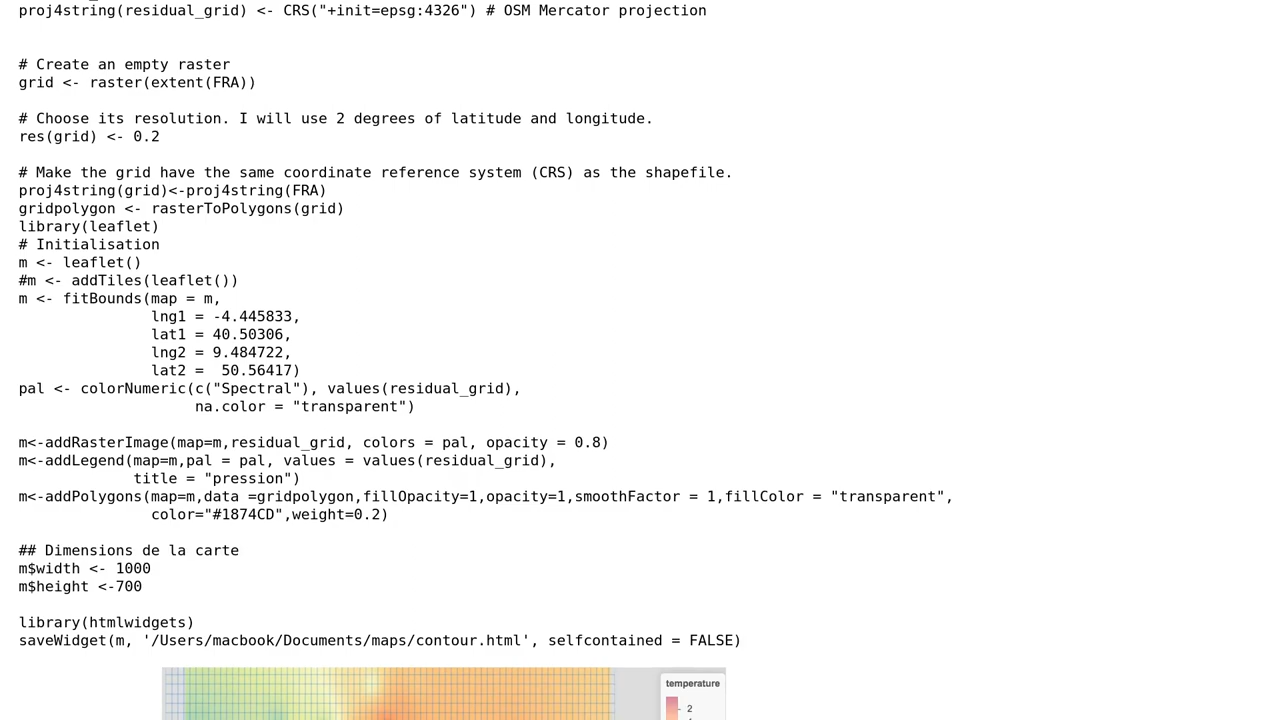 proj4string(residual_grid) <- CRS("+init=epsg:4326") # OSM Mercator projection
# Create an empty raster
grid <- raster(extent(FRA))
# Choose its resolution. I will use 2 degrees of latitude and longitude.
res(grid) <- 0.2
# Make the grid have the same coordinate reference system (CRS) as the shapefile.
proj4string(grid)<-proj4string(FRA)
gridpolygon <- rasterToPolygons(grid)
library(leaflet)
# Initialisation
m <- leaflet()
#m <- addTiles(leaflet())
m <- fitBounds(map = m,
lng1 = -4.445833,
lat1 = 40.50306,
lng2 = 9.484722,
lat2 =  50.56417)
pal <- colorNumeric(c("Spectral"), values(residual_grid),
na.color = "transparent")
m<-addRasterImage(map=m,residual_grid, colors = pal, opacity = 0.8)
m<-addLegend(map=m,pal = pal, values = values(residual_grid),
title = "pression")
m<-addPolygons(map=m,data =gridpolygon,fillOpacity=1,opacity=1,smoothFactor = 1,fillColor = "transparent",
color="#1874CD",weight=0.2)
## Dimensions de la carte
m$width <- 1000
m$height <-700
library(htmlwidgets)
saveWidget(m, '/Users/macbook/Documents/maps/contour.html', selfcontained = FALSE)
temperature
2